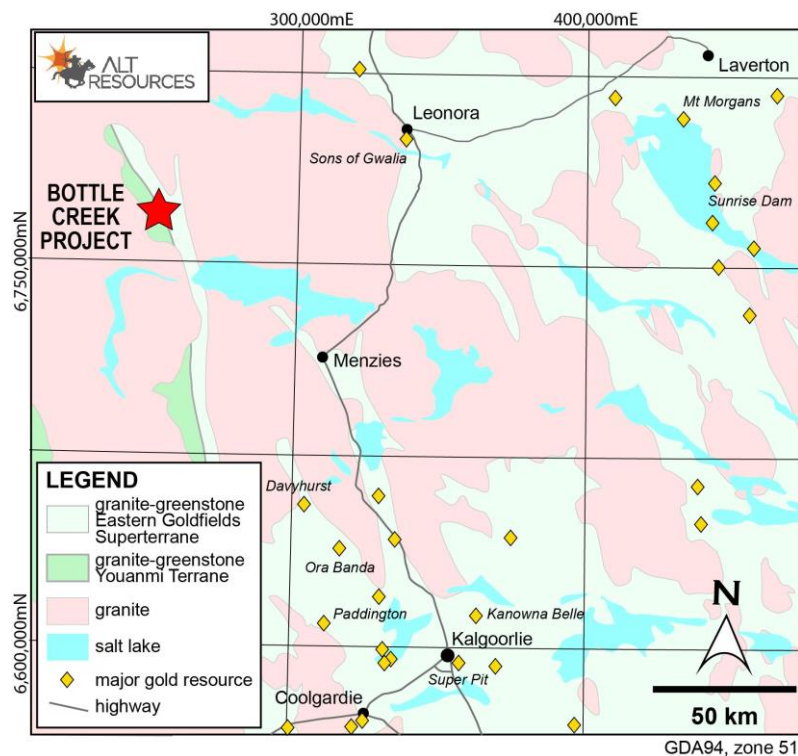 300,000mE
400,000mE
ALT
RESOURCES
Laverton
Mt Morgans
Leonora
Sons of Gwalia
BOTTLE
CREEK
PROJECT
Sunrise Dam
6,750,000mN
Menzies
LEGEND
granite-greenstone
Eastern Goldfields
Superterrane
granite-greenstone
Youanmi Terrane
granite
salt lake
major gold resource
highway
Davyhurst
Ora Banda
Paddington
Kanowna Belle
Kalgoorlie
Super Pit
Coolgardie
6,600,000mN
N
50 km
GDA94, zone 51